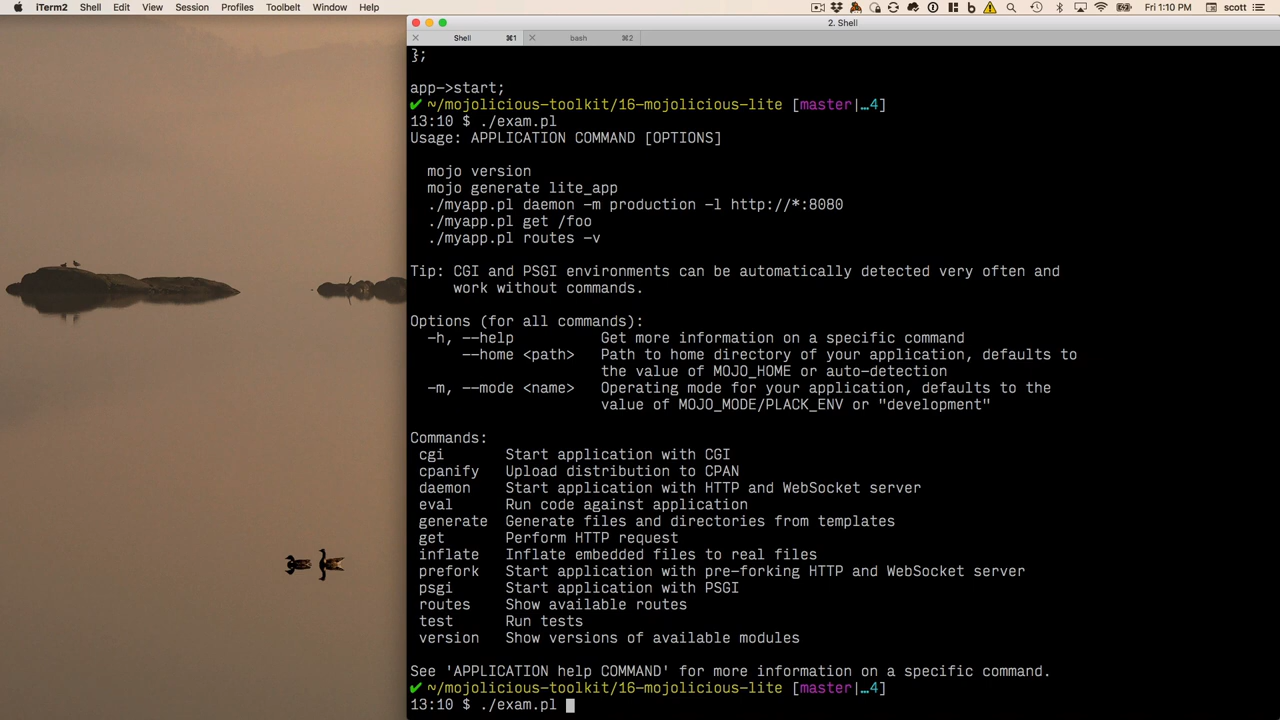 iTerm2 Shell Edit View Session Profiles Toolbelt Window Help Fri 1:10 PM scott
2. Shell
Shell ⌘1 bash ⌘2
};
app->start;
✔ ~/mojolicious-toolkit/16-mojolicious-lite [master|…4]
13:10 $ ./exam.pl
Usage: APPLICATION COMMAND [OPTIONS]
mojo version
mojo generate lite_app
./myapp.pl daemon -m production -l http://*:8080
./myapp.pl get /foo
./myapp.pl routes -v
Tip: CGI and PSGI environments can be automatically detected very often and
work without commands.
Options (for all commands):
-h, --help Get more information on a specific command
--home <path> Path to home directory of your application, defaults to
the value of MOJO_HOME or auto-detection
-m, --mode <name> Operating mode for your application, defaults to the
value of MOJO_MODE/PLACK_ENV or "development"
Commands:
cgi Start application with CGI
cpanify Upload distribution to CPAN
daemon Start application with HTTP and WebSocket server
eval Run code against application
generate Generate files and directories from templates
get Perform HTTP request
inflate Inflate embedded files to real files
prefork Start application with pre-forking HTTP and WebSocket server
psgi Start application with PSGI
routes Show available routes
test Run tests
version Show versions of available modules
See 'APPLICATION help COMMAND' for more information on a specific command.
✔ ~/mojolicious-toolkit/16-mojolicious-lite [master|…4]
13:10 $ ./exam.pl